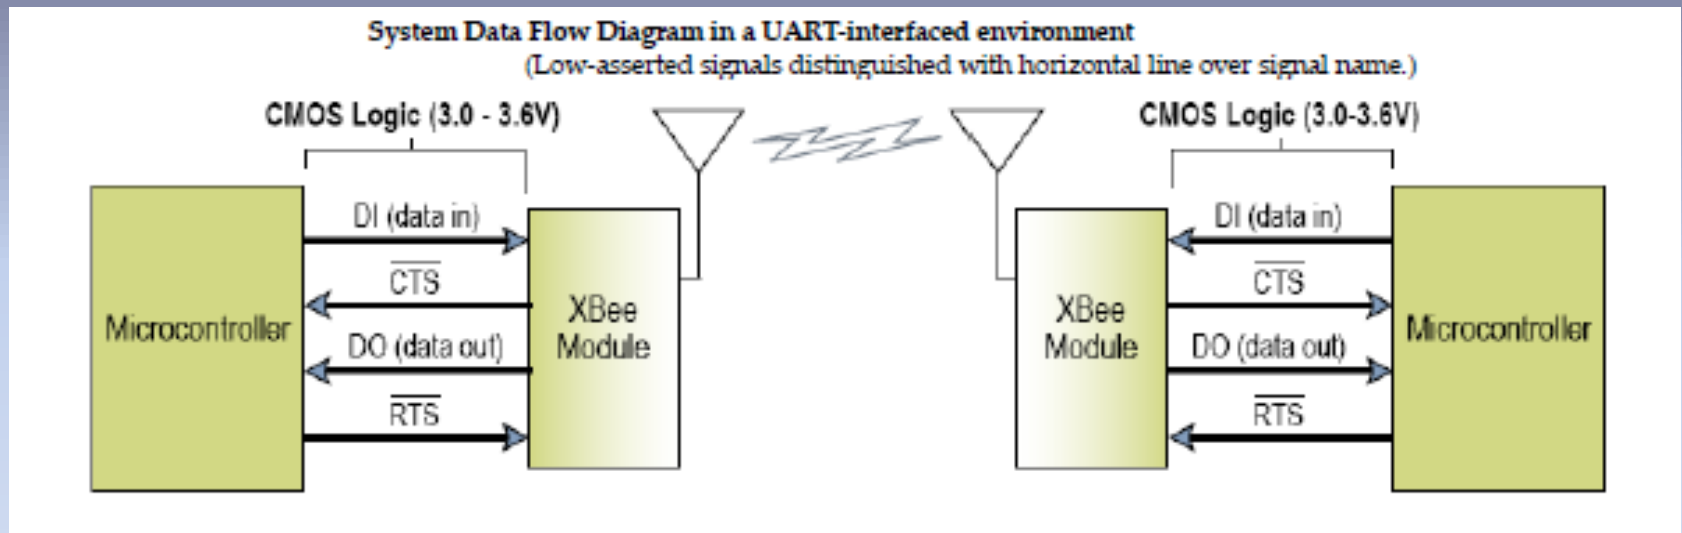 System Data Flow Diagram in a UART-interfaced environment
(Low-asserted signals distinguished with horizontal line over signal name.)
CMOS Logic (3.0 - 3.6V)
CMOS Logic (3.0-3.6V)
DI (data in)
CTS
DO (data out)
RTS
Microcontroller
XBee
Module
XBee
Module
DI (data in)
CTS
DO (data out)
RTS
Microcontroller